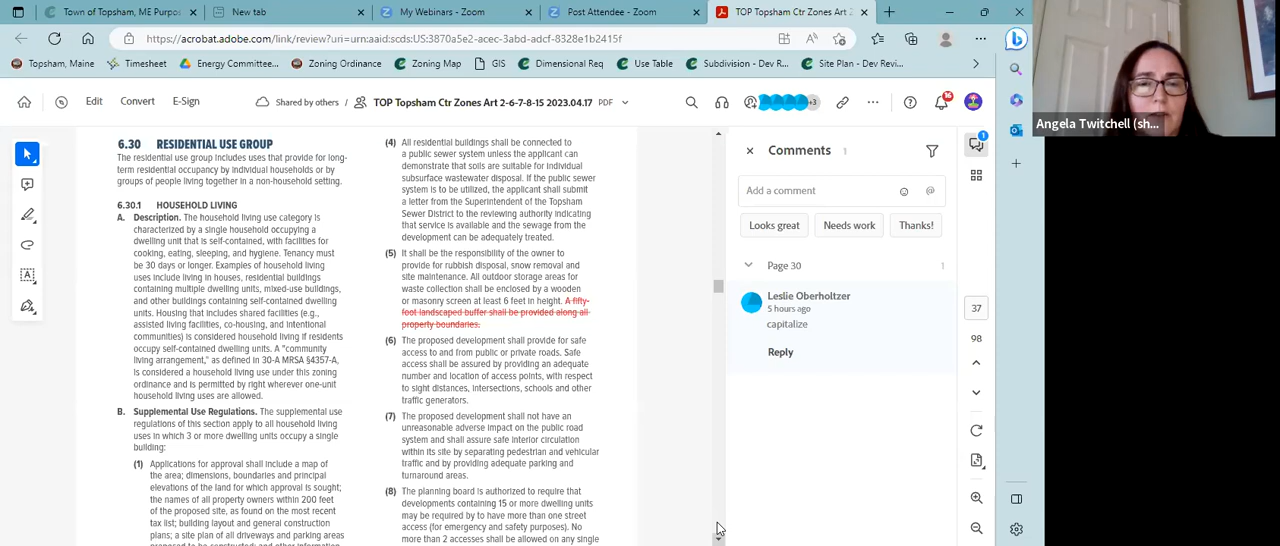 Town of Topsham, ME Purpo
New tab
My Webinars - Zoom
Post Attendee - Zoom
TOP Topsham Ctr Zones Art 2
https://acrobat.adobe.com/link/review?uri=urn:aaid:scds:US:3870a5e2-acec-3abd-adcf-8328e1b2415f
Topsham, Maine
Timesheet
Energy Committee...
Zoning Ordinance
Zoning Map
GIS
Dimensional Req
Use Table
Subdivision - Dev R...
Site Plan - Dev Revi...
Edit
Convert
E-Sign
Shared by others
TOP Topsham Ctr Zones Art 2-6-7-8-15 2023.04.17
PDF
+3
16
Angela Twitchell (sh...
6.30 RESIDENTIAL USE GROUP
The residential use group includes uses that provide for long-
term residential occupancy by individual households or by
groups of people living together in a non-household setting.
6.30.1 HOUSEHOLD LIVING
A. Description. The household living use category is
characterized by a single household occupying a
dwelling unit that is self-contained, with facilities for
cooking, eating, sleeping, and hygiene. Tenancy must
be 30 days or longer. Examples of household living
uses include living in houses, residential buildings
containing multiple dwelling units, mixed-use buildings,
and other buildings containing self-contained dwelling
units. Housing that includes shared facilities (e.g.,
assisted living facilities, co-housing, and intentional
communities) is considered household living if residents
occupy self-contained dwelling units. A "community
living arrangement," as defined in 30-A MRSA §4357-A,
is considered a household living use under this zoning
ordinance and is permitted by right wherever one-unit
household living uses are allowed.
B. Supplemental Use Regulations. The supplemental use
regulations of this section apply to all household living
uses in which 3 or more dwelling units occupy a single
building:
(1) Applications for approval shall include a map of
the area; dimensions, boundaries and principal
elevations of the land for which approval is sought;
the names of all property owners within 200 feet of
the proposed site, as found on the most recent
tax list; building layout and general construction
plans; a site plan of all driveways and parking areas
proposed to be constructed; and other information
(4) All residential buildings shall be connected to
a public sewer system unless the applicant can
demonstrate that soils are suitable for individual
subsurface wastewater disposal. If the public sewer
system is to be utilized, the applicant shall submit
a letter from the Superintendent of the Topsham
Sewer District to the reviewing authority indicating
that service is available and the sewage from the
development can be adequately treated.
(5) It shall be the responsibility of the owner to
provide for rubbish disposal, snow removal and
site maintenance. All outdoor storage areas for
waste collection shall be enclosed by a wooden
or masonry screen at least 6 feet in height. A fifty-
foot landscaped buffer shall be provided along all
property boundaries.
(6) The proposed development shall provide for safe
access to and from public or private roads. Safe
access shall be assured by providing an adequate
number and location of access points, with respect
to sight distances, intersections, schools and other
traffic generators.
(7) The proposed development shall not have an
unreasonable adverse impact on the public road
system and shall assure safe interior circulation
within its site by separating pedestrian and vehicular
traffic and by providing adequate parking and
turnaround areas.
(8) The planning board is authorized to require that
developments containing 15 or more dwelling units
may be required by to have more than one street
access (for emergency and safety purposes). No
more than 2 accesses shall be allowed on any single
Comments 1
Add a comment
@
Looks great
Needs work
Thanks!
Page 30
1
Leslie Oberholtzer
5 hours ago
capitalize
Reply
1
37
98